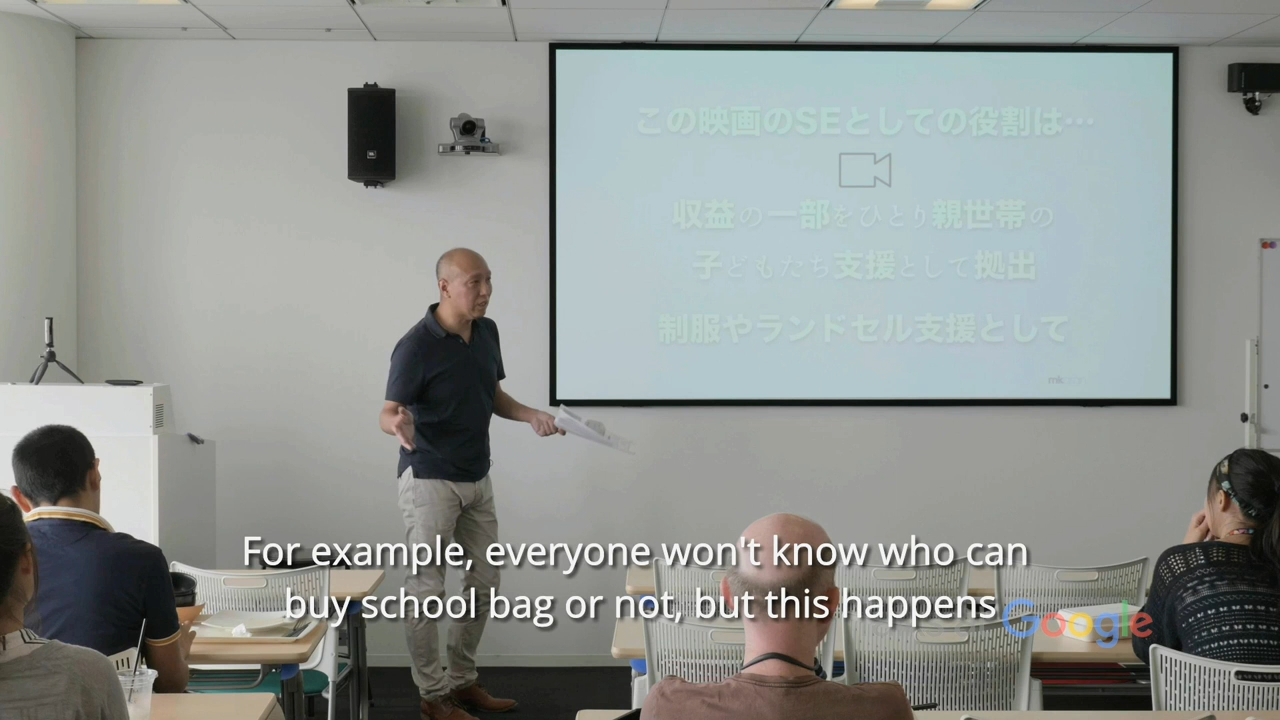 この映画のSEとしての役割は…
収益の一部をひとり親世帯の
子どもたち支援として拠出
制服やランドセル支援として
For example, everyone won't know who can
buy school bag or not, but this happens
Google